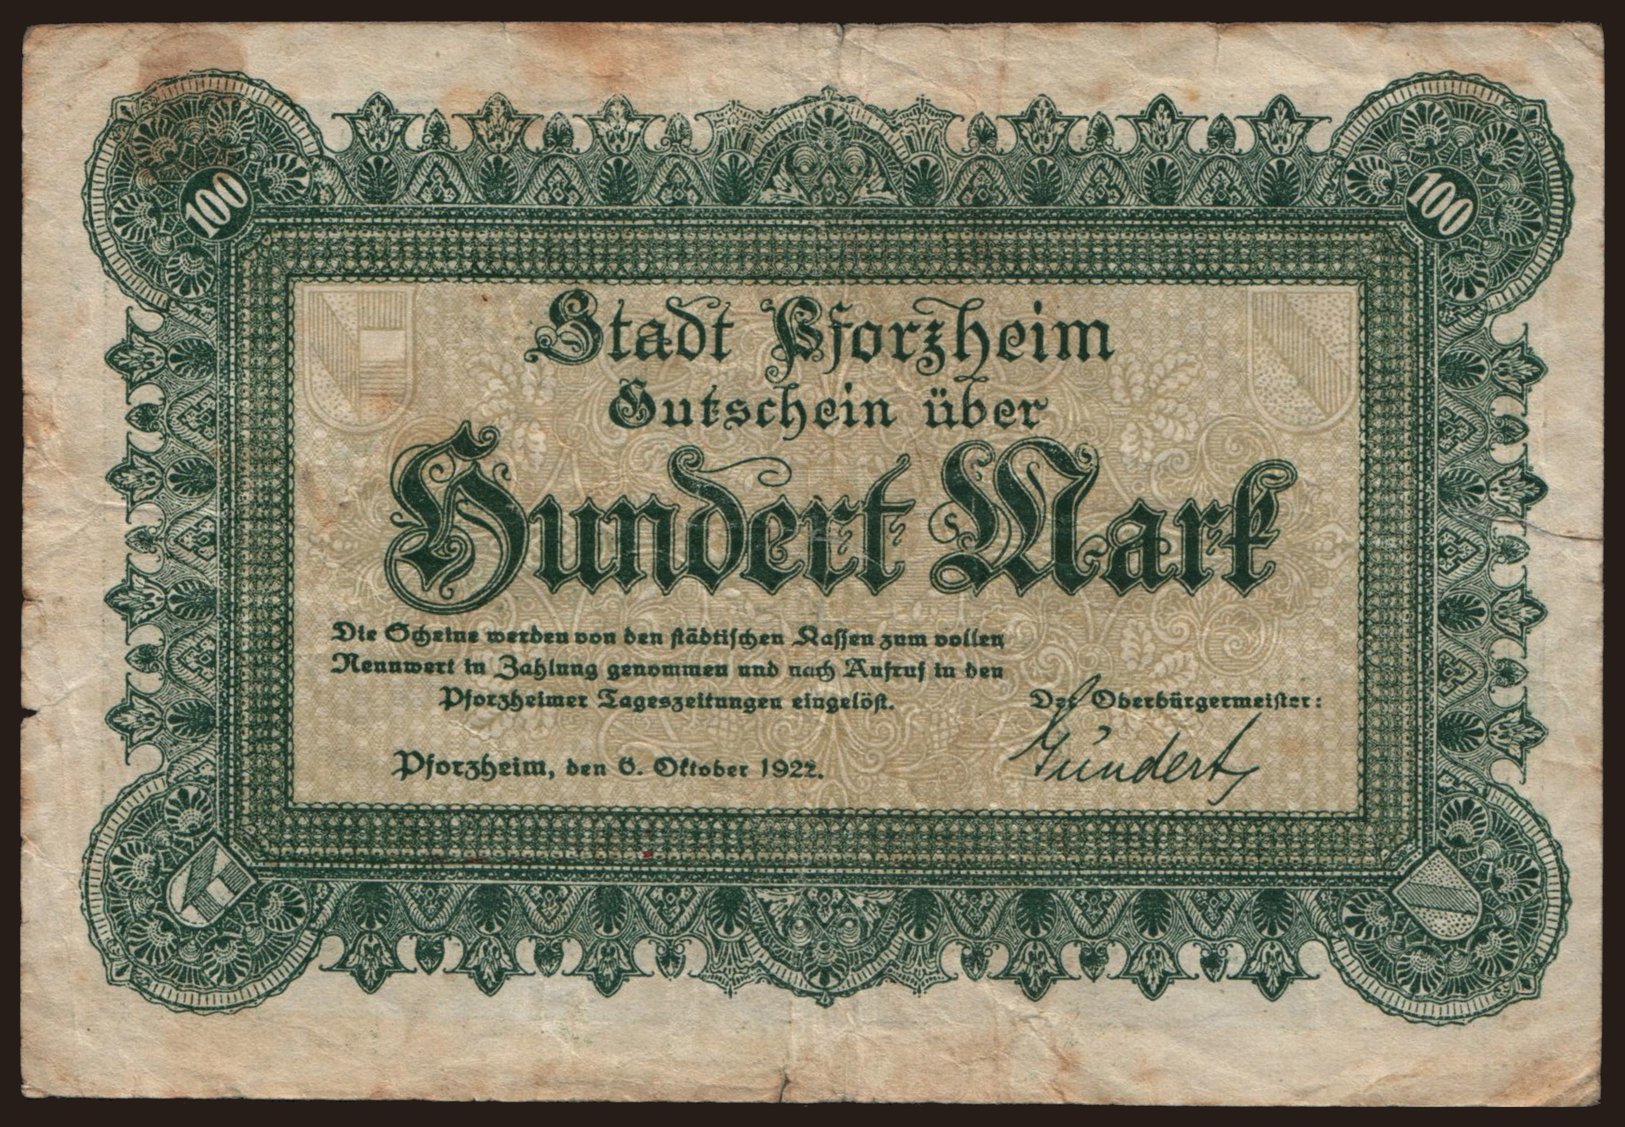 100
100
Stadt Pforzheim
Gutschein über
Hundert Mark
Die Scheine werden von den städtischen Kassen zum vollen
Nennwert in Zahlung genommen und nach Aufruf in den
Pforzheimer Tageszeitungen eingelöst.
Der Oberbürgermeister:
Gündert
Pforzheim, den 6. Oktober 1922.